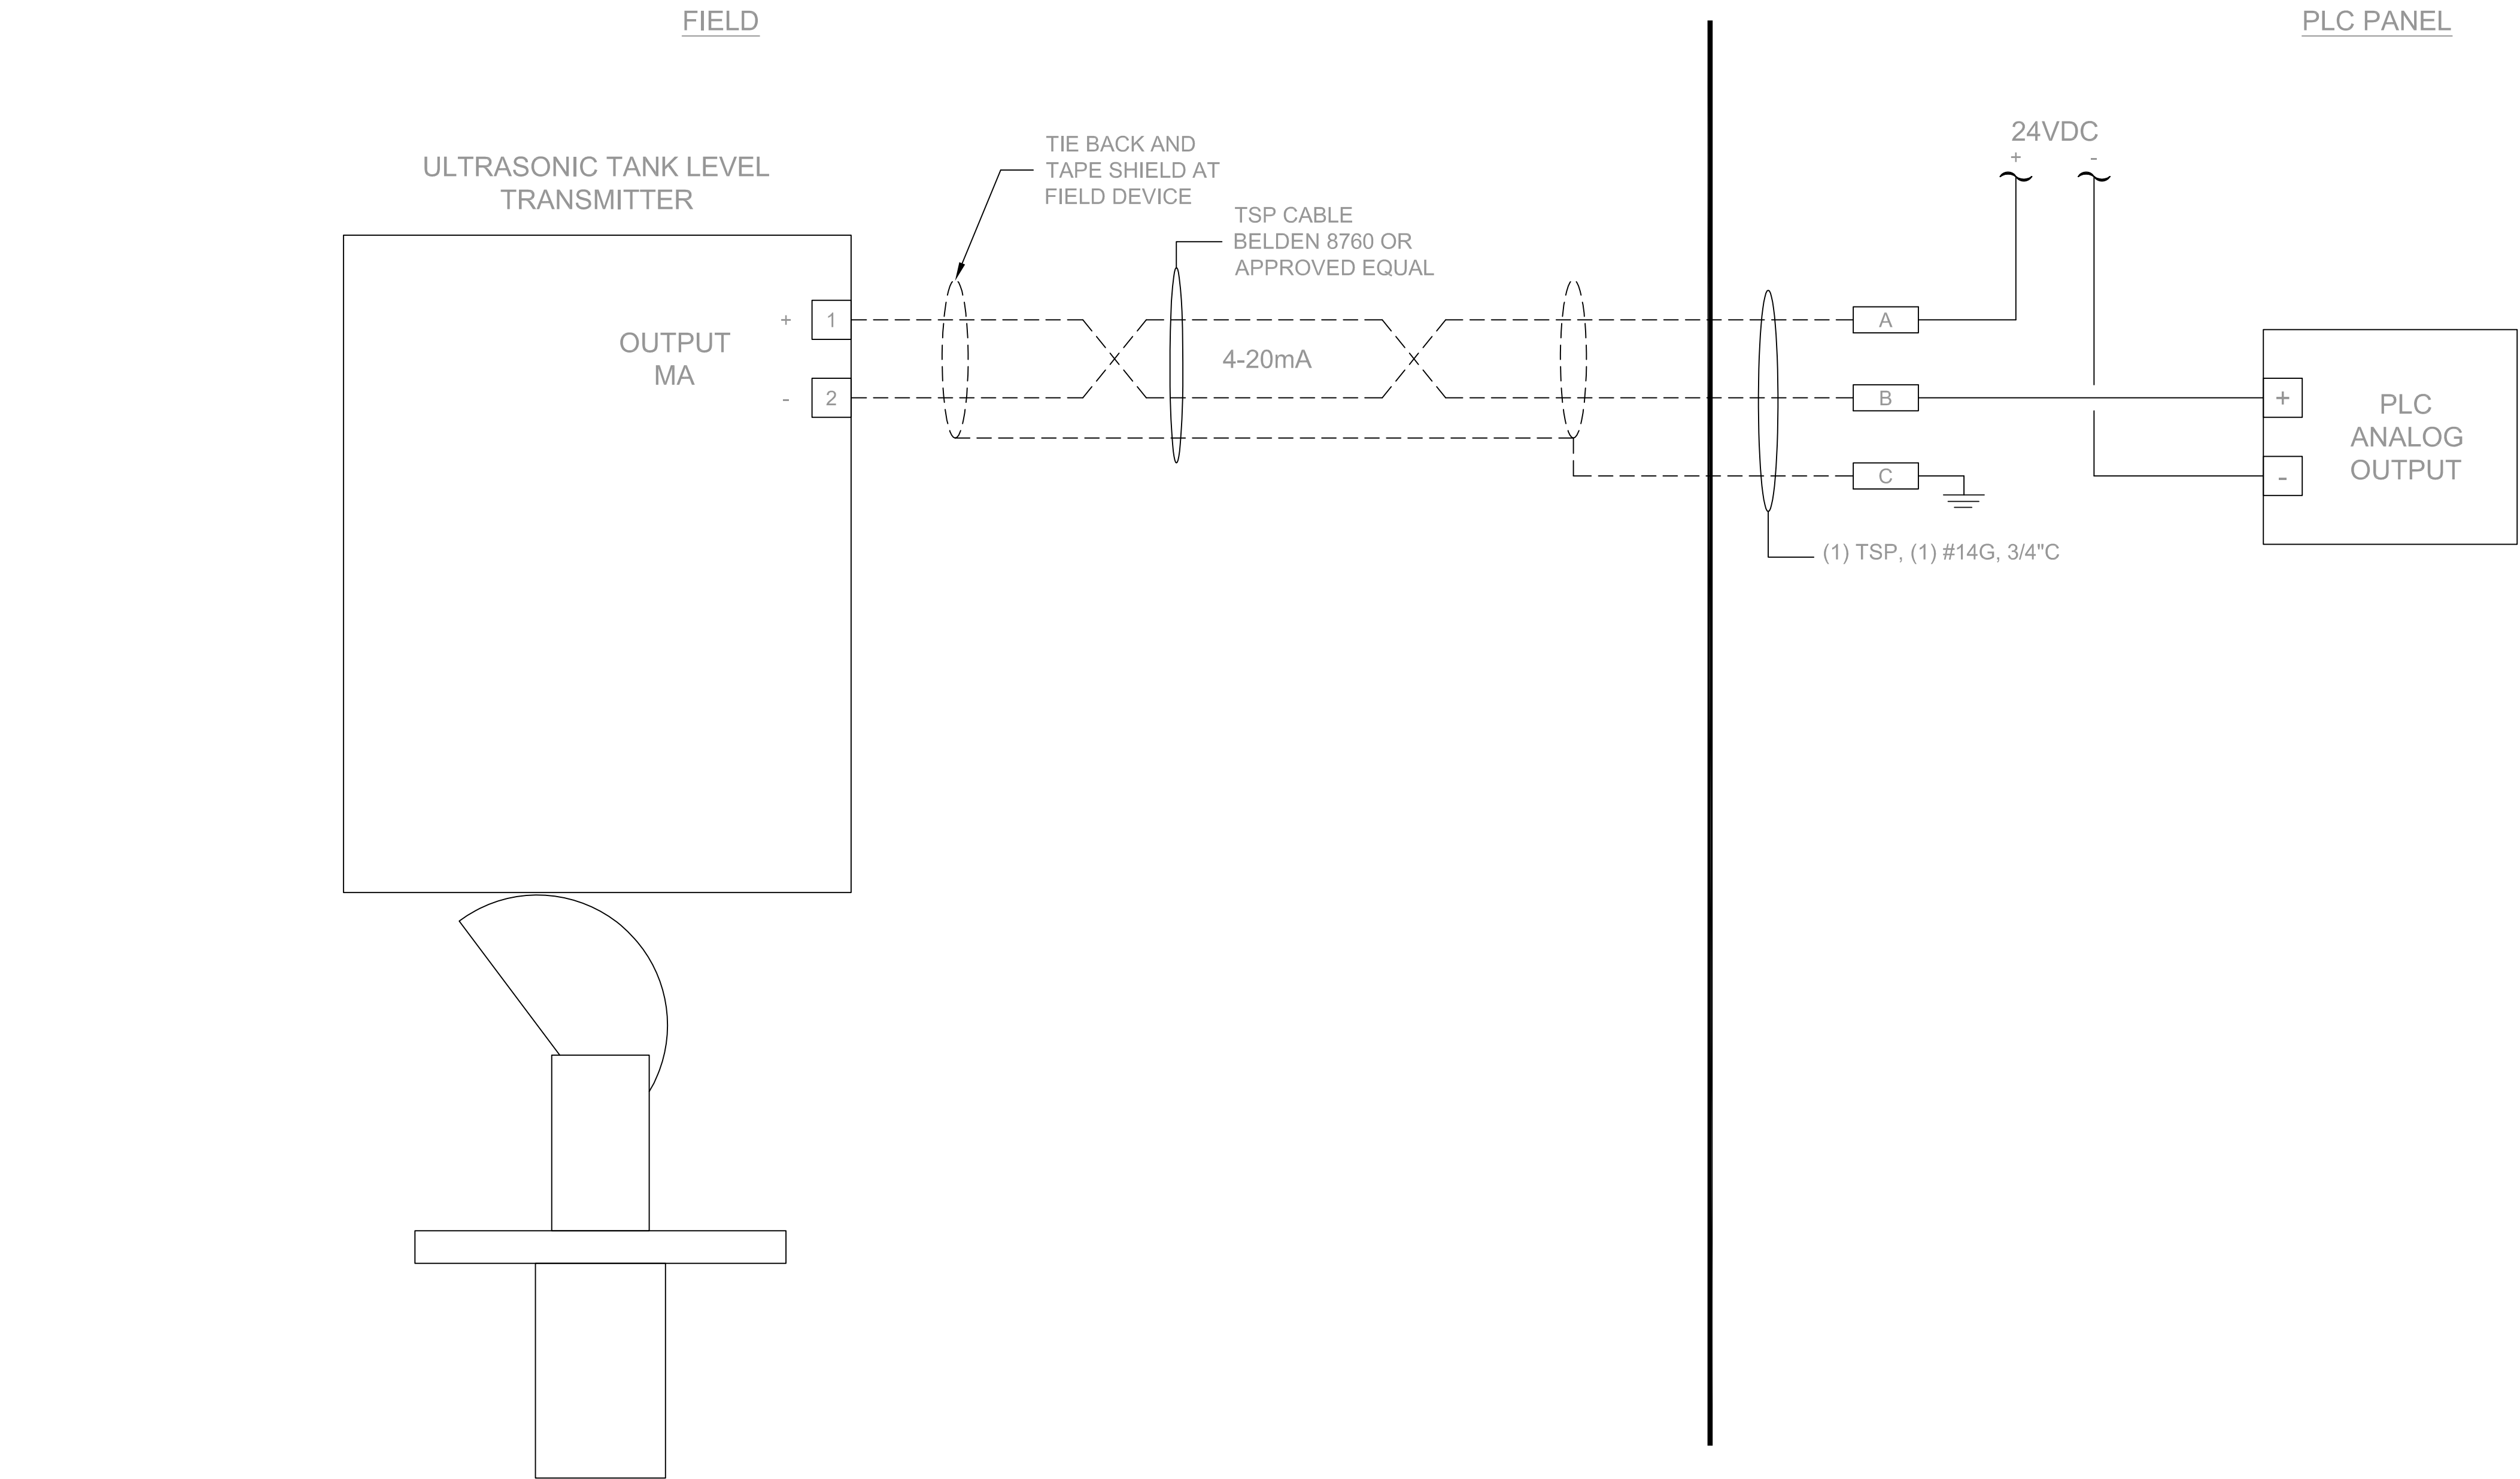 FIELD
PLC PANEL
ULTRASONIC TANK LEVEL
TRANSMITTER
TIE BACK AND
TAPE SHIELD AT
FIELD DEVICE
TSP CABLE
BELDEN 8760 OR
APPROVED EQUAL
24VDC
+ -
OUTPUT
MA
+ 1
- 2
4-20mA
A
B
C
+
-
PLC
ANALOG
OUTPUT
(1) TSP, (1) #14G, 3/4"C